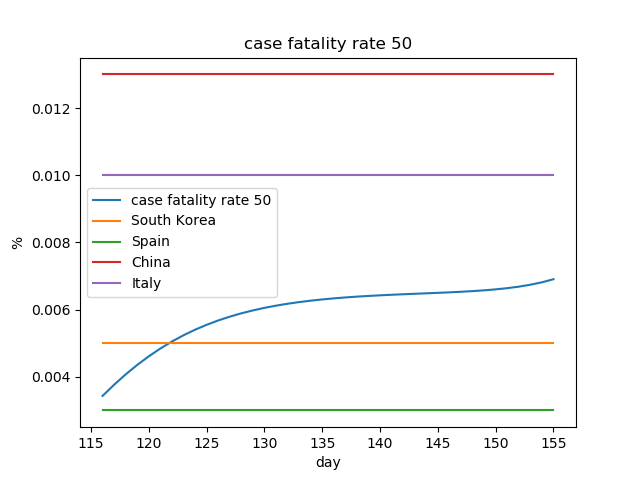 case fatality rate 50
0.012
0.010
0.008
0.006
0.004
%
case fatality rate 50
South Korea
Spain
China
Italy
115 120 125 130 135 140 145 150 155
day